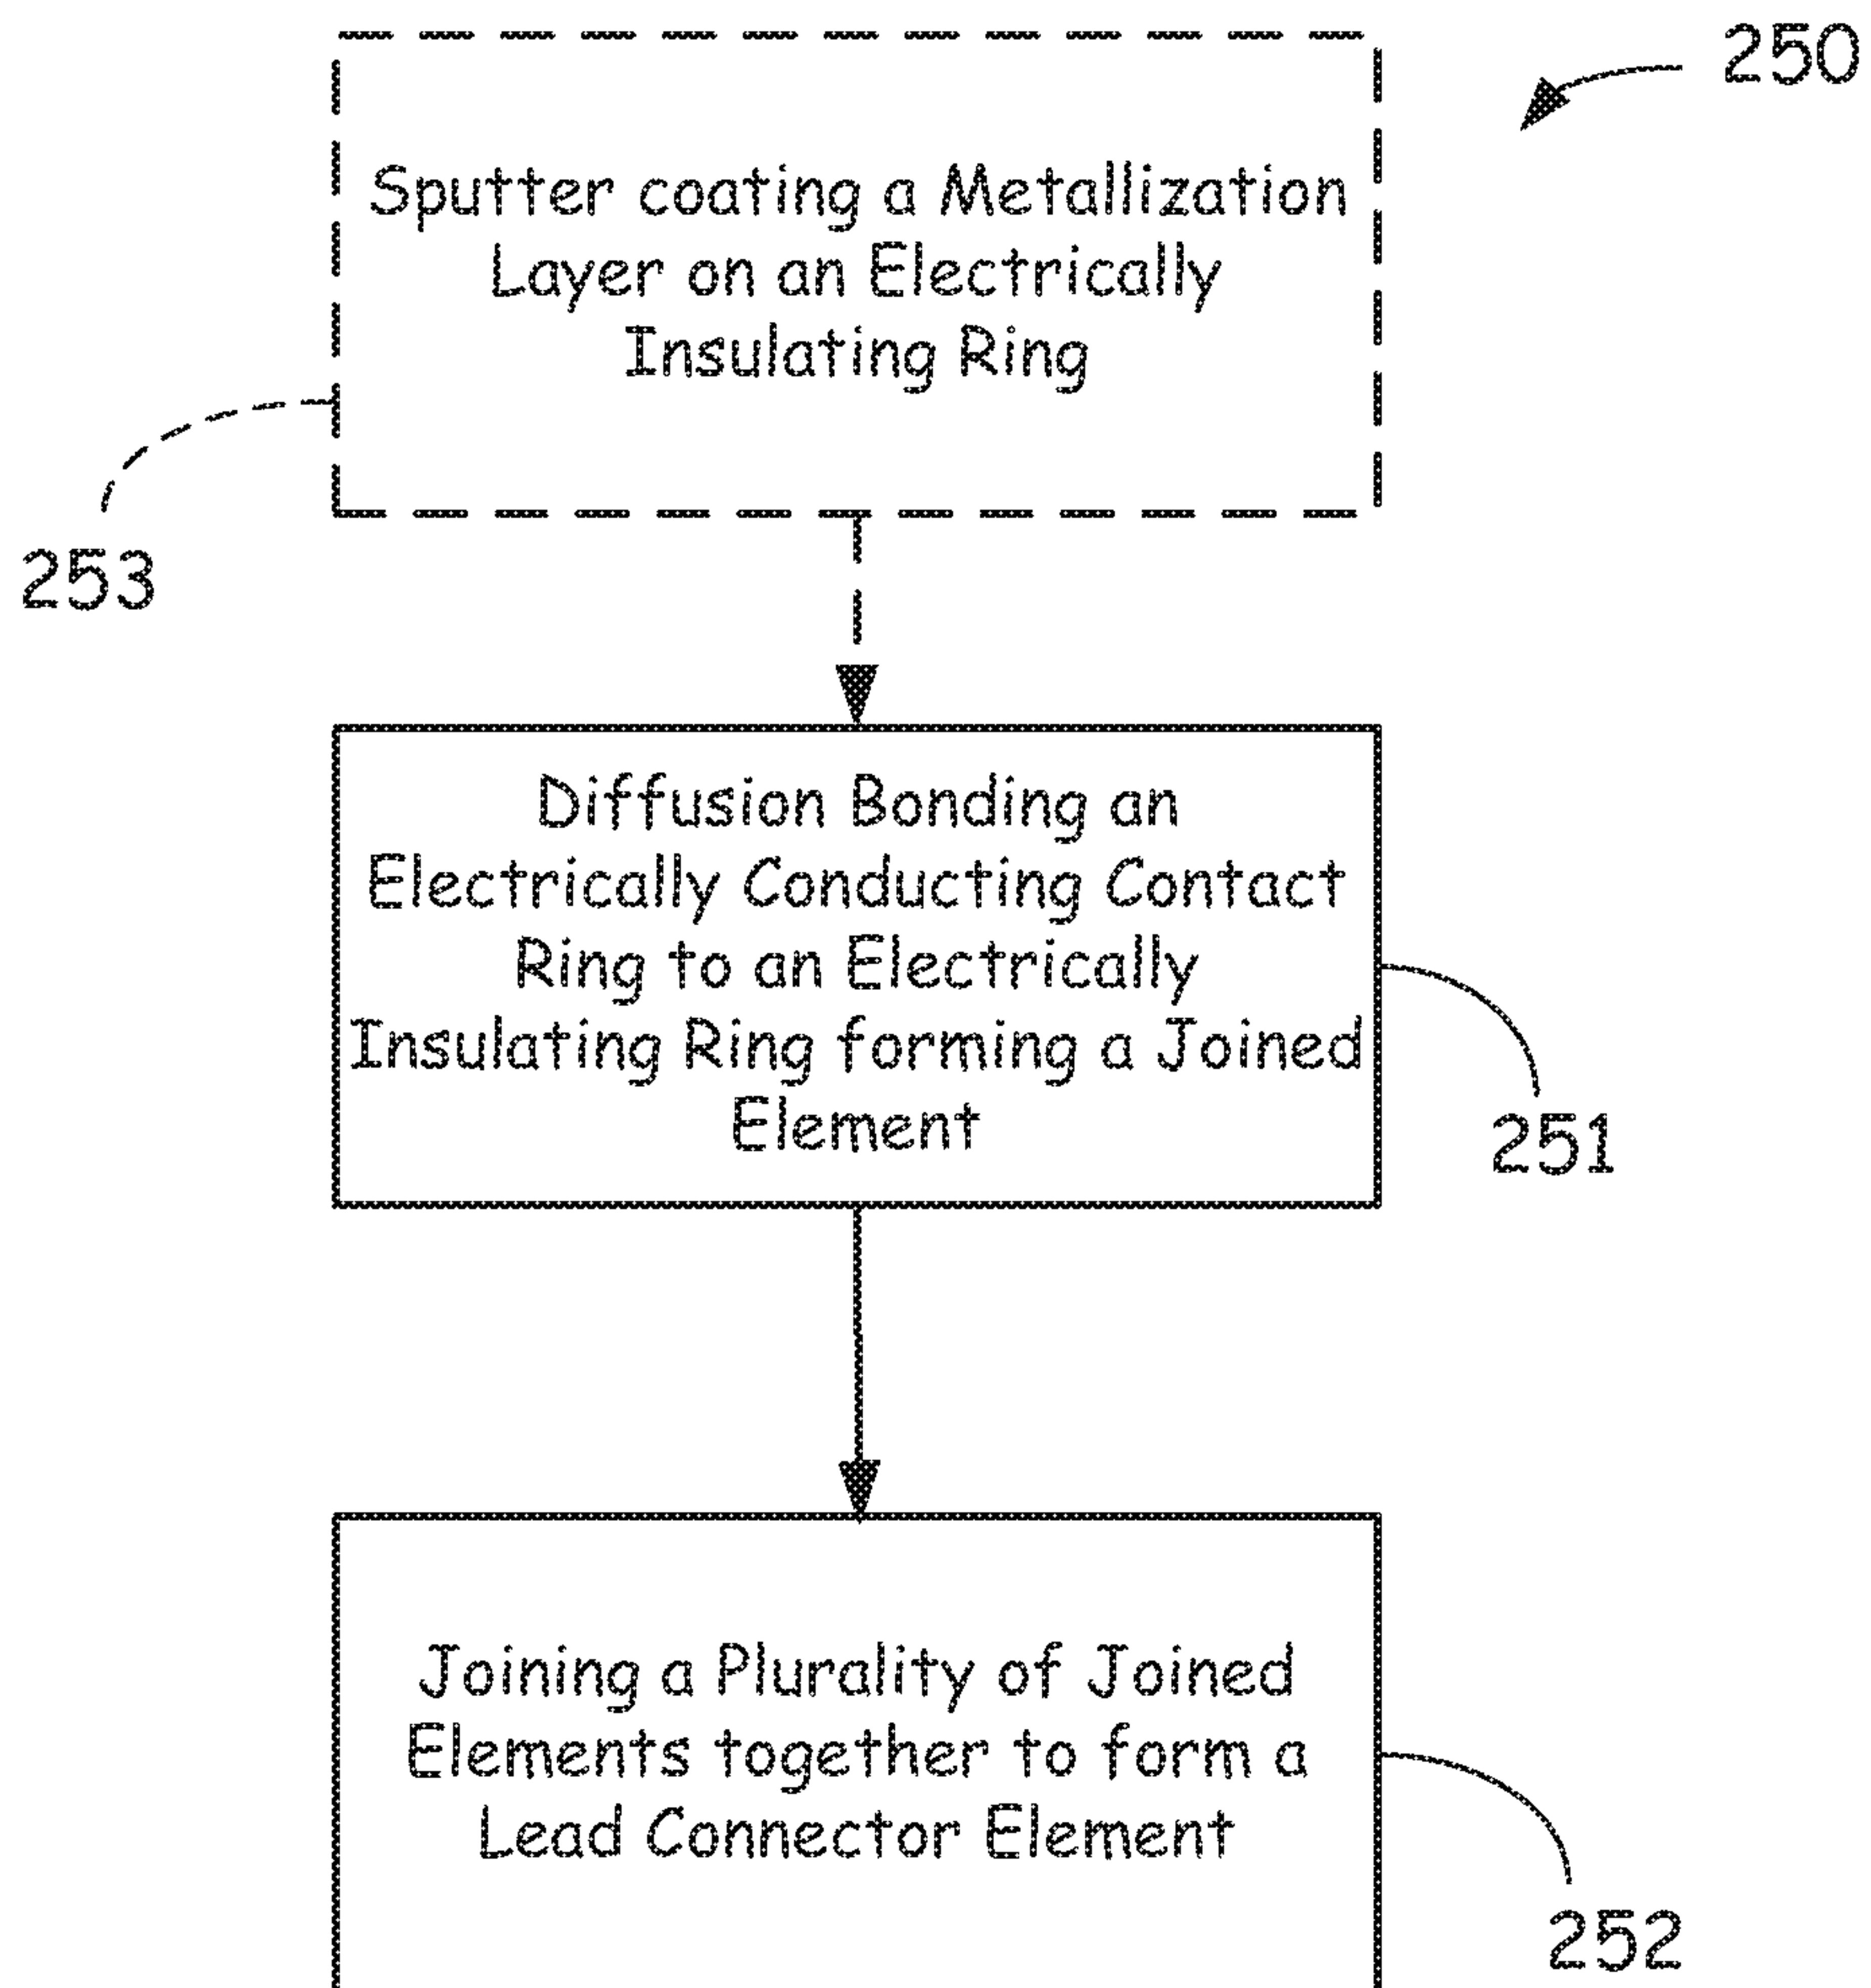 250
Sputter coating a Metallization
Layer on an Electrically
Insulating Ring
253
Diffusion Bonding an
Electrically Conducting Contact
Ring to an Electrically
Insulating Ring forming a Joined
Element
251
Joining a Plurality of Joined
Elements together to form a
Lead Connector Element
252